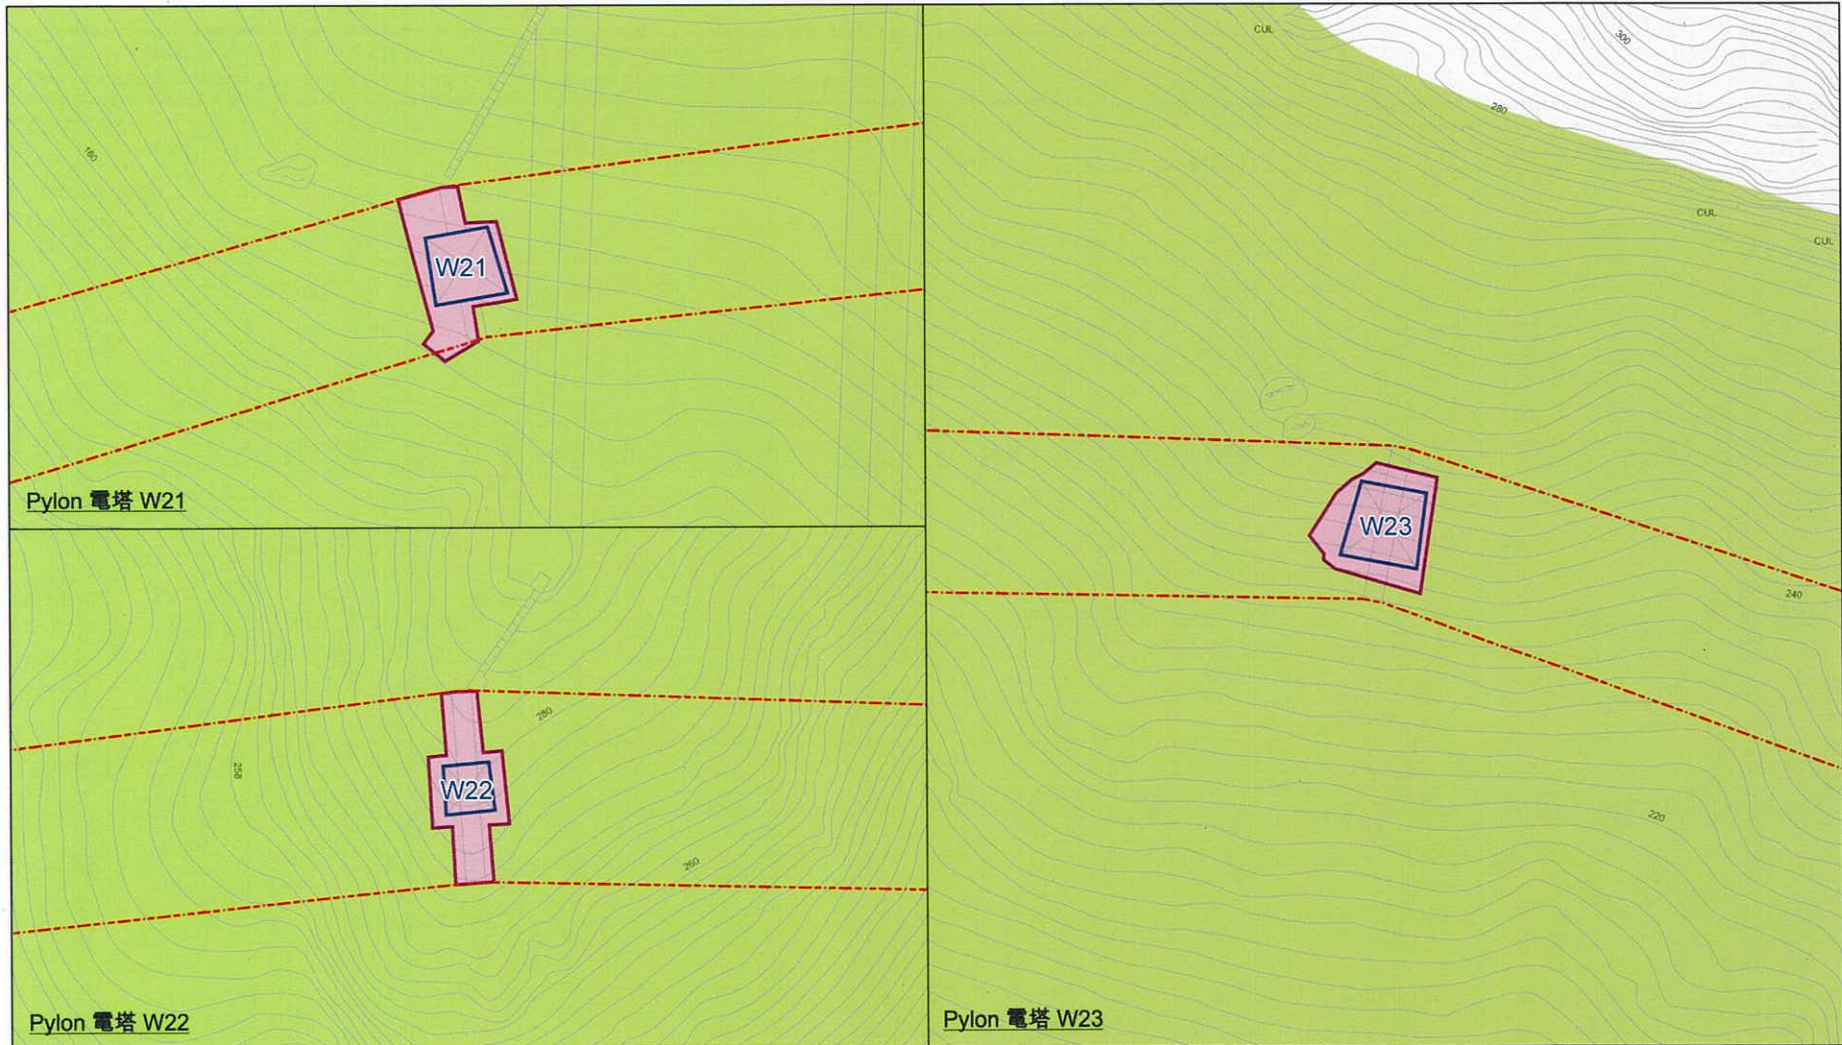 160
W21
Pylon 電塔 W21
280
258
W22
260
Pylon 電塔 W22
CUL
300
280
CUL
CUL
W23
240
220
Pylon 電塔 W23